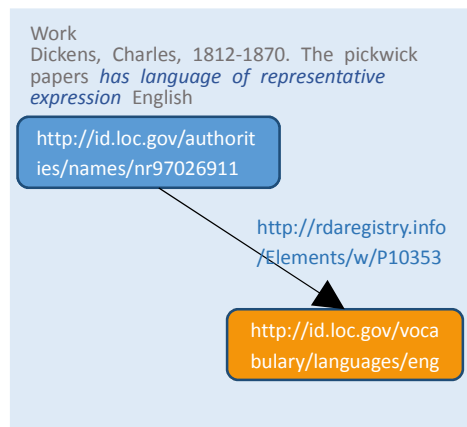 Work
Dickens, Charles, 1812-1870. The pickwick
papers has language of representative
expression English
http://id.loc.gov/authorit
ies/names/nr97026911
http://rdaregistry.info
/Elements/w/P10353
http://id.loc.gov/voca
bulary/languages/eng